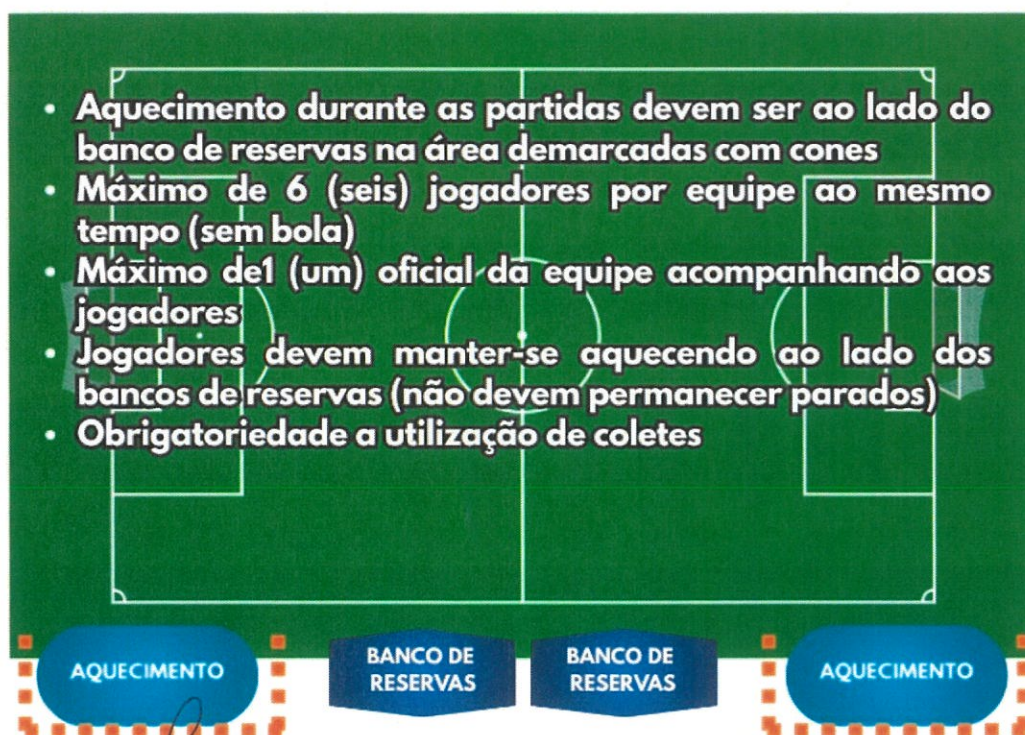 • Aquecimento durante as partidas devem ser ao lado do
banco de reservas na área demarcadas com cones
• Máximo de 6 (seis) jogadores por equipe ao mesmo
tempo (sem bola)
• Máximo de1 (um) oficial da equipe acompanhando aos
jogadores
• Jogadores devem manter-se aquecendo ao lado dos
bancos de reservas (não devem permanecer parados)
• Obrigatoriedade a utilização de coletes
AQUECIMENTO
BANCO DE
RESERVAS
BANCO DE
RESERVAS
AQUECIMENTO